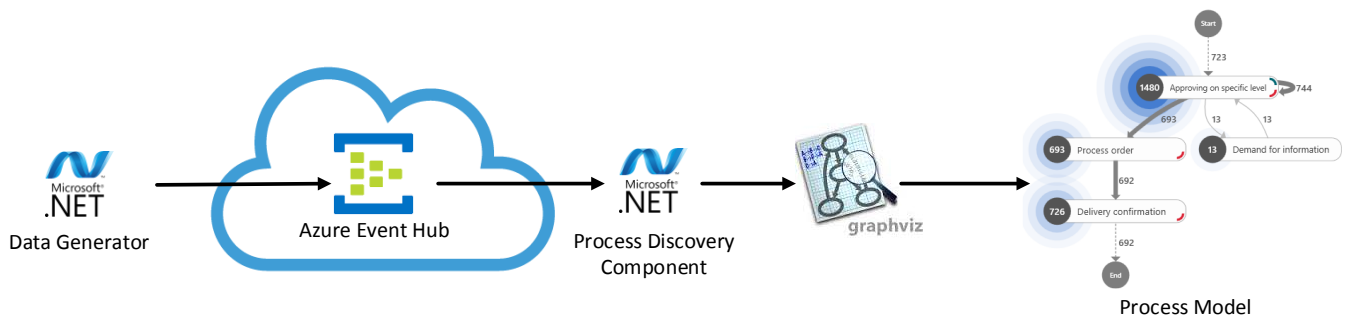 Microsoft®
.NET
Data Generator
Azure Event Hub
Microsoft®
.NET
Process Discovery
Component
graphviz
Start
723
1480 Approving on specific level
744
693
13
13
693 Process order
13 Demand for information
692
726 Delivery confirmation
692
End
Process Model